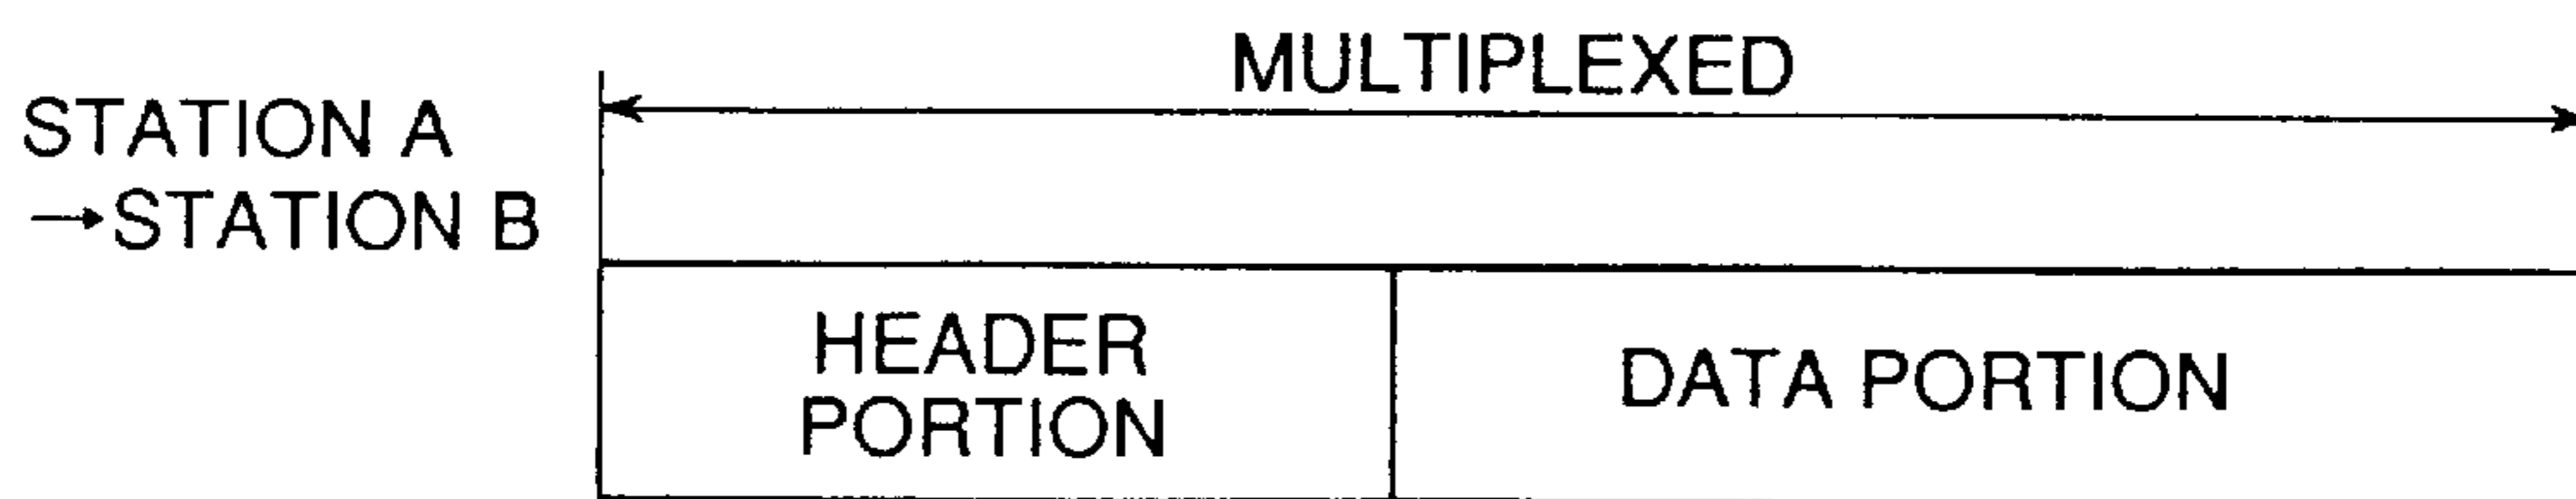 MULTIPLEXED
STATION A
→STATION B
HEADER
PORTION
DATA PORTION